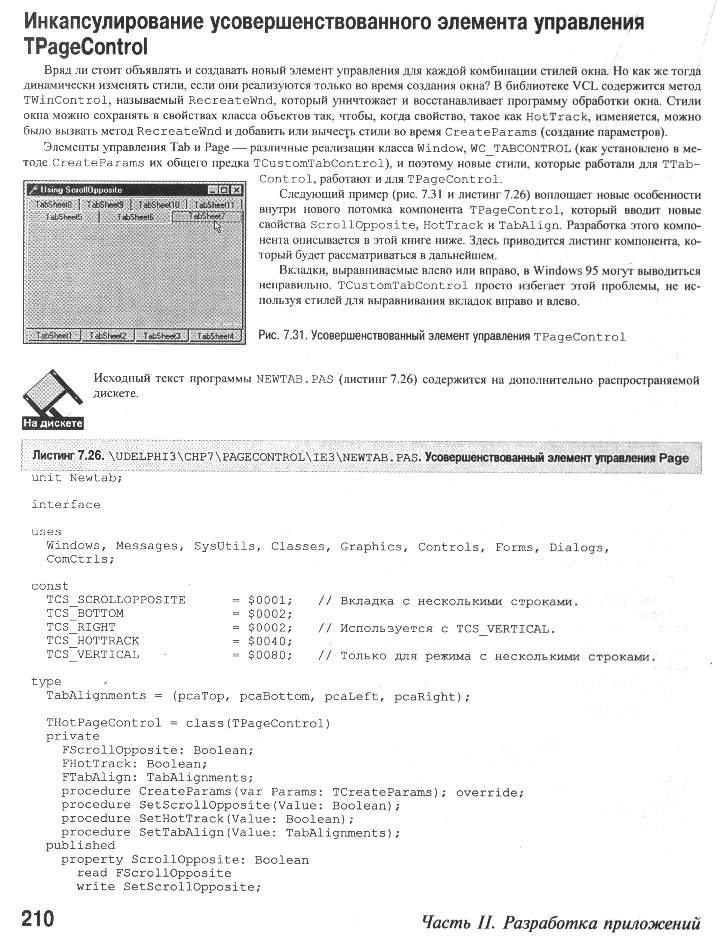 Инкапсулирование усовершенствованного элемента управления
TPageControl
Вряд ли стоит объявлять и создавать новый элемент управления для каждой комбинации стилей окна. Но как же тогда
динамически изменять стили, если они реализуются только во время создания окна? В библиотеке VCL содержится метод
TWinControl, называемый RecreateWnd, который уничтожает и восстанавливает программу обработки окна. Стили
окна можно сохранять в свойствах класса объектов так, чтобы, когда свойство, такое как HotTrack, изменяется, можно
было вызвать метод RecreateWnd и добавить или вычесть стили во время CreateParams (создание параметров).
Элементы управления Tab и Page — различные реализации класса Window, WC_TABCONTROL (как установлено в ме-
тоде CreateParams их общего предка TCustomTabControl), и поэтому новые стили, которые работали для TTab-
Control, работают и для TPageControl.
Следующий пример (рис. 7.31 и листинг 7.26) воплощает новые особенности
внутри нового потомка компонента TPageControl, который вводит новые
свойства ScrollOpposite, HotTrack и TabAlign. Разработка этого компо-
нента описывается в этой книге ниже. Здесь приводится листинг компонента, ко-
торый будет рассматриваться в дальнейшем.
Вкладки, выравниваемые влево или вправо, в Windows 95 могут выводиться
неправильно. TCustomTabControl просто избегает этой проблемы, не ис-
пользуя стилей для выравнивания вкладок вправо и влево.
Using ScrollOpposite
TabSheet8 TabSheet9 TabSheet10 TabSheet11
TabSheet5 TabSheet6 TabSheet7
TabSheet1 TabSheet2 TabSheet3 TabSheet4
Рис. 7.31. Усовершенствованный элемент управления TPageControl
Исходный текст программы NEWTAB.PAS (листинг 7.26) содержится на дополнительно распространяемой
дискете.
На дискете
Листинг 7.26. \UDELPHI3\CHP7\PAGECONTROL\IE3\NEWTAB.PAS. Усовершенствованный элемент управления Page
unit Newtab;
interface
uses
Windows, Messages, SysUtils, Classes, Graphics, Controls, Forms, Dialogs,
ComCtrls;
const
TCS_SCROLLOPPOSITE = $0001; // Вкладка с несколькими строками.
TCS_BOTTOM = $0002;
TCS_RIGHT = $0002; // Используется с TCS_VERTICAL.
TCS_HOTTRACK = $0040;
TCS_VERTICAL = $0080; // Только для режима с несколькими строками.
type
TabAlignments = (pcaTop, pcaBottom, pcaLeft, pcaRight);
THotPageControl = class(TPageControl)
private
FScrollOpposite: Boolean;
FHotTrack: Boolean;
FTabAlign: TabAlignments;
procedure CreateParams(var Params: TCreateParams); override;
procedure SetScrollOpposite(Value: Boolean);
procedure SetHotTrack(Value: Boolean);
procedure SetTabAlign(Value: TabAlignments);
published
property ScrollOpposite: Boolean
read FScrollOpposite
write SetScrollOpposite;
210
Часть II. Разработка приложений